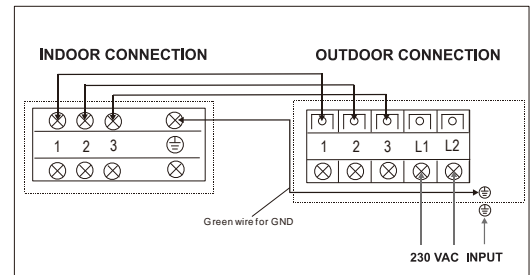 INDOOR CONNECTION
OUTDOOR CONNECTION
1 2 3
1 2 3 L1 L2
Green wire for GND
230 VAC INPUT